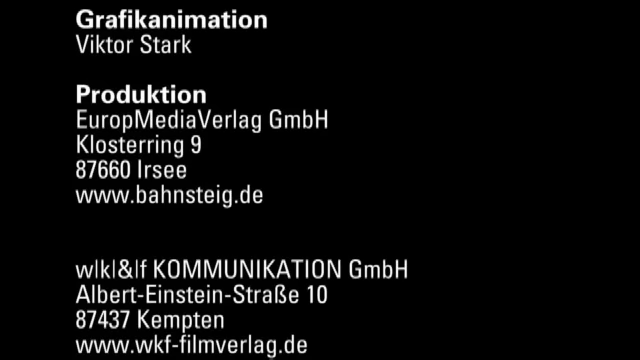 Grafikanimation
Viktor Stark
Produktion
EuropMediaVerlag GmbH
Klosterring 9
87660 Irsee
www.bahnsteig.de
w|k|&|f KOMMUNIKATION GmbH
Albert-Einstein-Straße 10
87437 Kempten
www.wkf-filmverlag.de